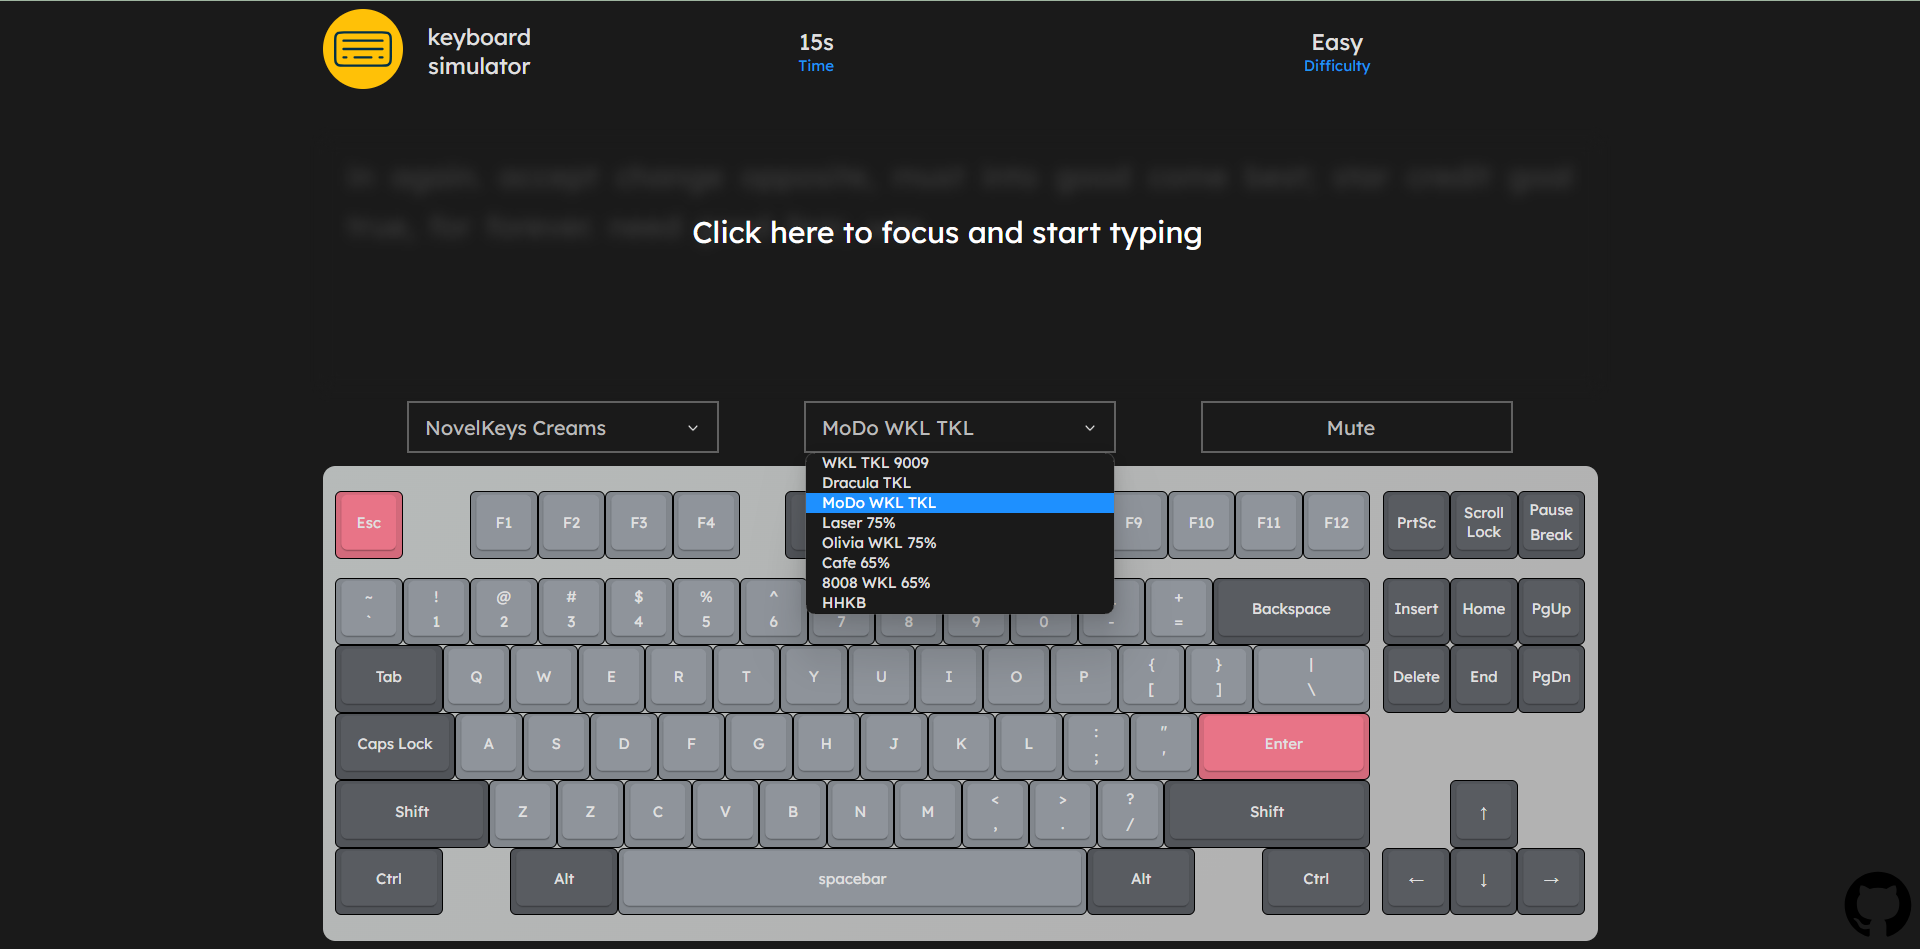 keyboard
simulator
15s
Time
Easy
Difficulty
Click here to focus and start typing
NovelKeys Creams
MoDo WKL TKL
Mute
WKL TKL 9009
Dracula TKL
MoDo WKL TKL
Laser 75%
Olivia WKL 75%
Cafe 65%
8008 WKL 65%
HHKB
Esc F1 F2 F3 F4 F9 F10 F11 F12 PrtSc Scroll Lock Pause Break
~ ! @ # $ % ^ +
` 1 2 3 4 5 6 7 8 9 0 - = Backspace Insert Home PgUp
{ } |
Tab Q W E R T Y U I O P [ ] \ Delete End PgDn
: "
Caps Lock A S D F G H J K L ; ' Enter
< > ?
Shift Z Z C V B N M , . / Shift ↑
Ctrl Alt spacebar Alt Ctrl ← ↓ →